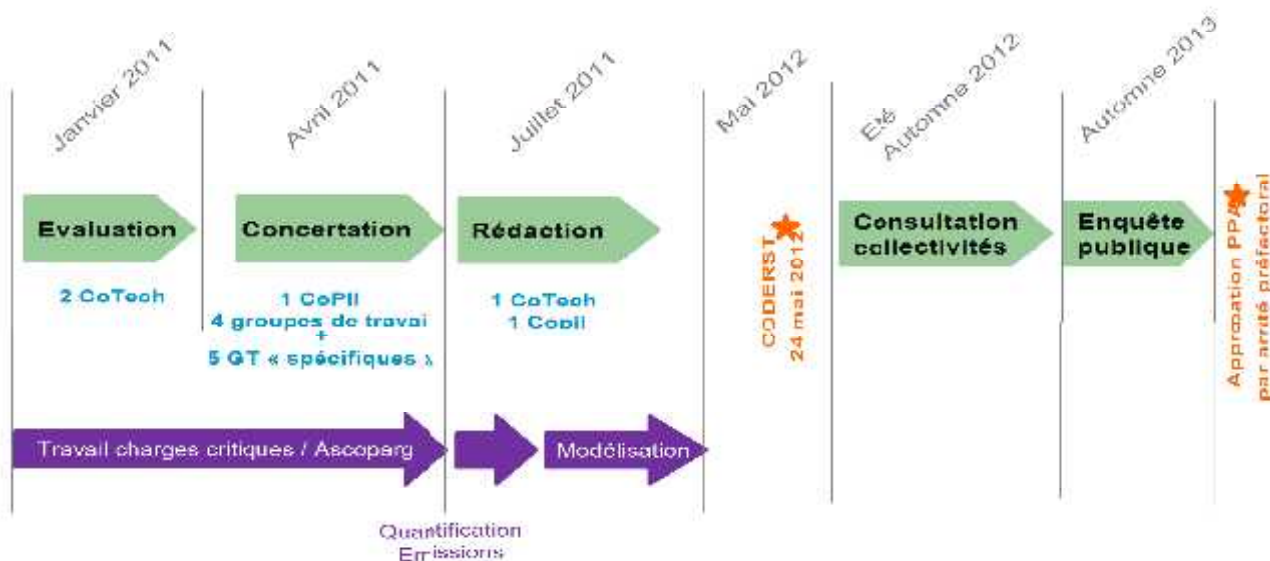 Janvier 2011
Avril 2011
Juillet 2011
Mai 2012
Eté
Automne 2012
Automne 2013
Evaluation
Concertation
Rédaction
Consultation
collectivités
Enquête
publique
2 CoTech
1 CoPil
4 groupes de travai
+
5 GT « spécifiques »
1 CoTech
1 Copil
CODERST
24 mai 2012
Approbation PPA
par arrêté préfectoral
Travail charges critiques / Ascoparg
Modélisation
Quantification
Emissions